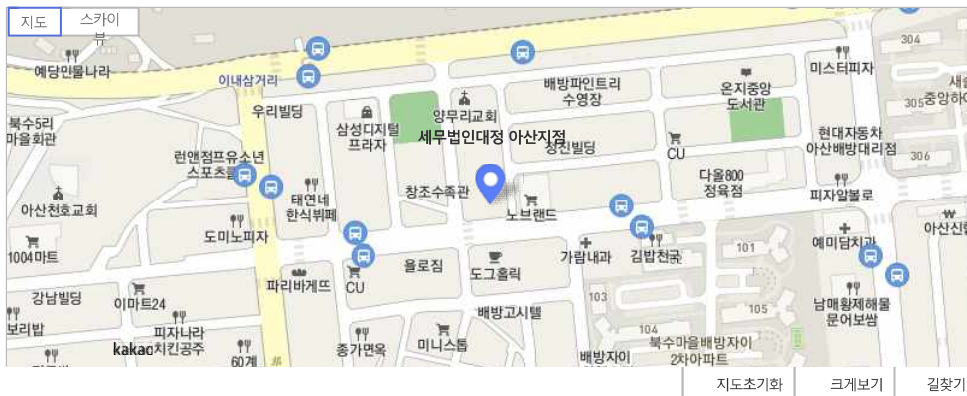 지도
스카이
뷰
예당인물나라
이내삼거리
우리빌딩
북수5리
마을회관
삼성디지털
프라자
양무리교회
배방파인트리
수영장
온지중앙
도서관
미스터피자
304
305
중앙하이
306
세무법인대정 아산지점
정진빌딩
CU
현대자동차
아산배방대리점
런앤점프유소년
스포츠클
태연네
한식뷔페
창조수족관
노브랜드
다올800
정육점
피자알볼로
아산천호교회
도미노피자
1004마트
가람내과
김밥천국
101
예미담치과
욜로짐
도그홀릭
파리바게뜨
CU
강남빌딩
이마트24
배방고시텔
103
105
104
남매황제해물
문어보쌈
보리밥
피자나라
치킨공주
kakao
60계
종가면옥
미니스톱
배방자이
북수마을배방자이
2차아파트
지도초기화
크게보기
길찾기